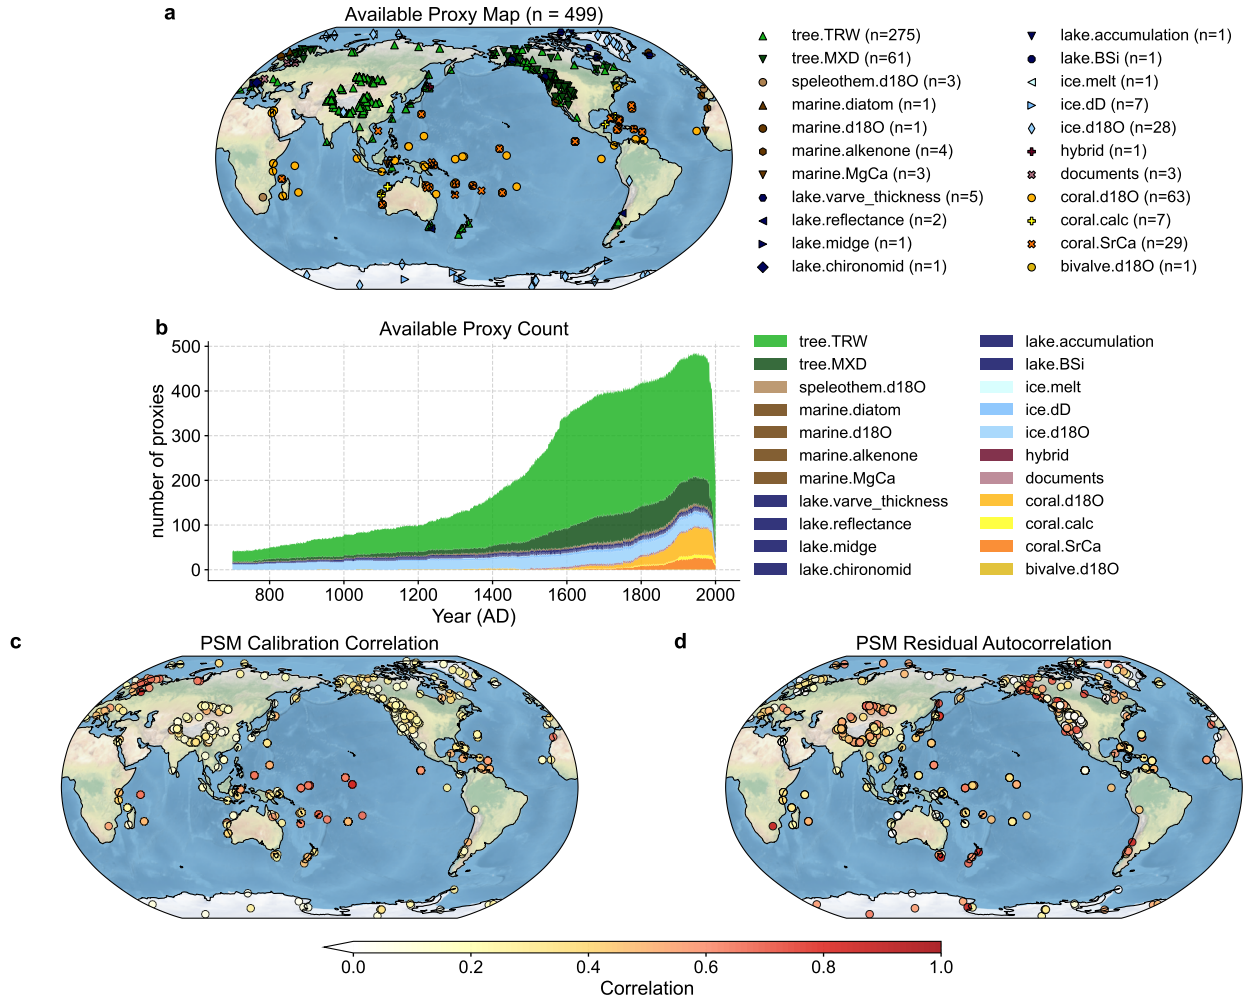 a
Available Proxy Map (n = 499)
tree.TRW (n=275)
tree.MXD (n=61)
speleothem.d18O (n=3)
marine.diatom (n=1)
marine.d18O (n=1)
marine.alkenone (n=4)
marine.MgCa (n=3)
lake.varve_thickness (n=5)
lake.reflectance (n=2)
lake.midge (n=1)
lake.chironomid (n=1)
lake.accumulation (n=1)
lake.BSi (n=1)
ice.melt (n=1)
ice.dD (n=7)
ice.d18O (n=28)
hybrid (n=1)
documents (n=3)
coral.d18O (n=63)
coral.calc (n=7)
coral.SrCa (n=29)
bivalve.d18O (n=1)
b
Available Proxy Count
number of proxies
500
400
300
200
100
0
800 1000 1200 1400 1600 1800 2000
Year (AD)
tree.TRW
tree.MXD
speleothem.d18O
marine.diatom
marine.d18O
marine.alkenone
marine.MgCa
lake.varve_thickness
lake.reflectance
lake.midge
lake.chironomid
lake.accumulation
lake.BSi
ice.melt
ice.dD
ice.d18O
hybrid
documents
coral.d18O
coral.calc
coral.SrCa
bivalve.d18O
c
PSM Calibration Correlation
d
PSM Residual Autocorrelation
0.0 0.2 0.4 0.6 0.8 1.0
Correlation